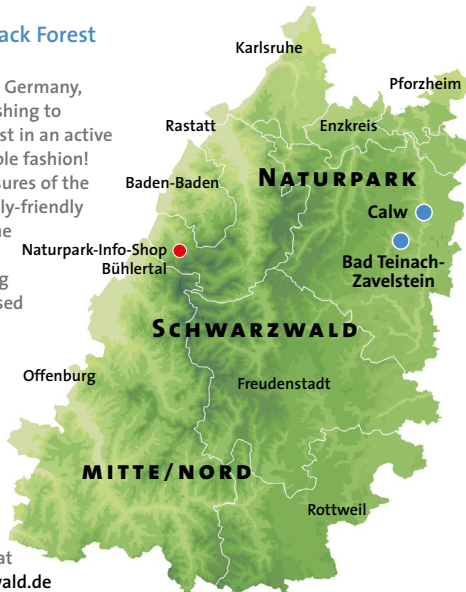 ack Forest
Germany,
shing to
st in an active
ble fashion!
sures of the
ly-friendly
ne
g
sed
at
vald.de
Karlsruhe
Pforzheim
Rastatt
Enzkreis
Baden-Baden
NATURPARK
Calw
Naturpark-Info-Shop
Bühlertal
Bad Teinach-
Zavelstein
SCHWARZWALD
Offenburg
Freudenstadt
MITTE/NORD
Rottweil